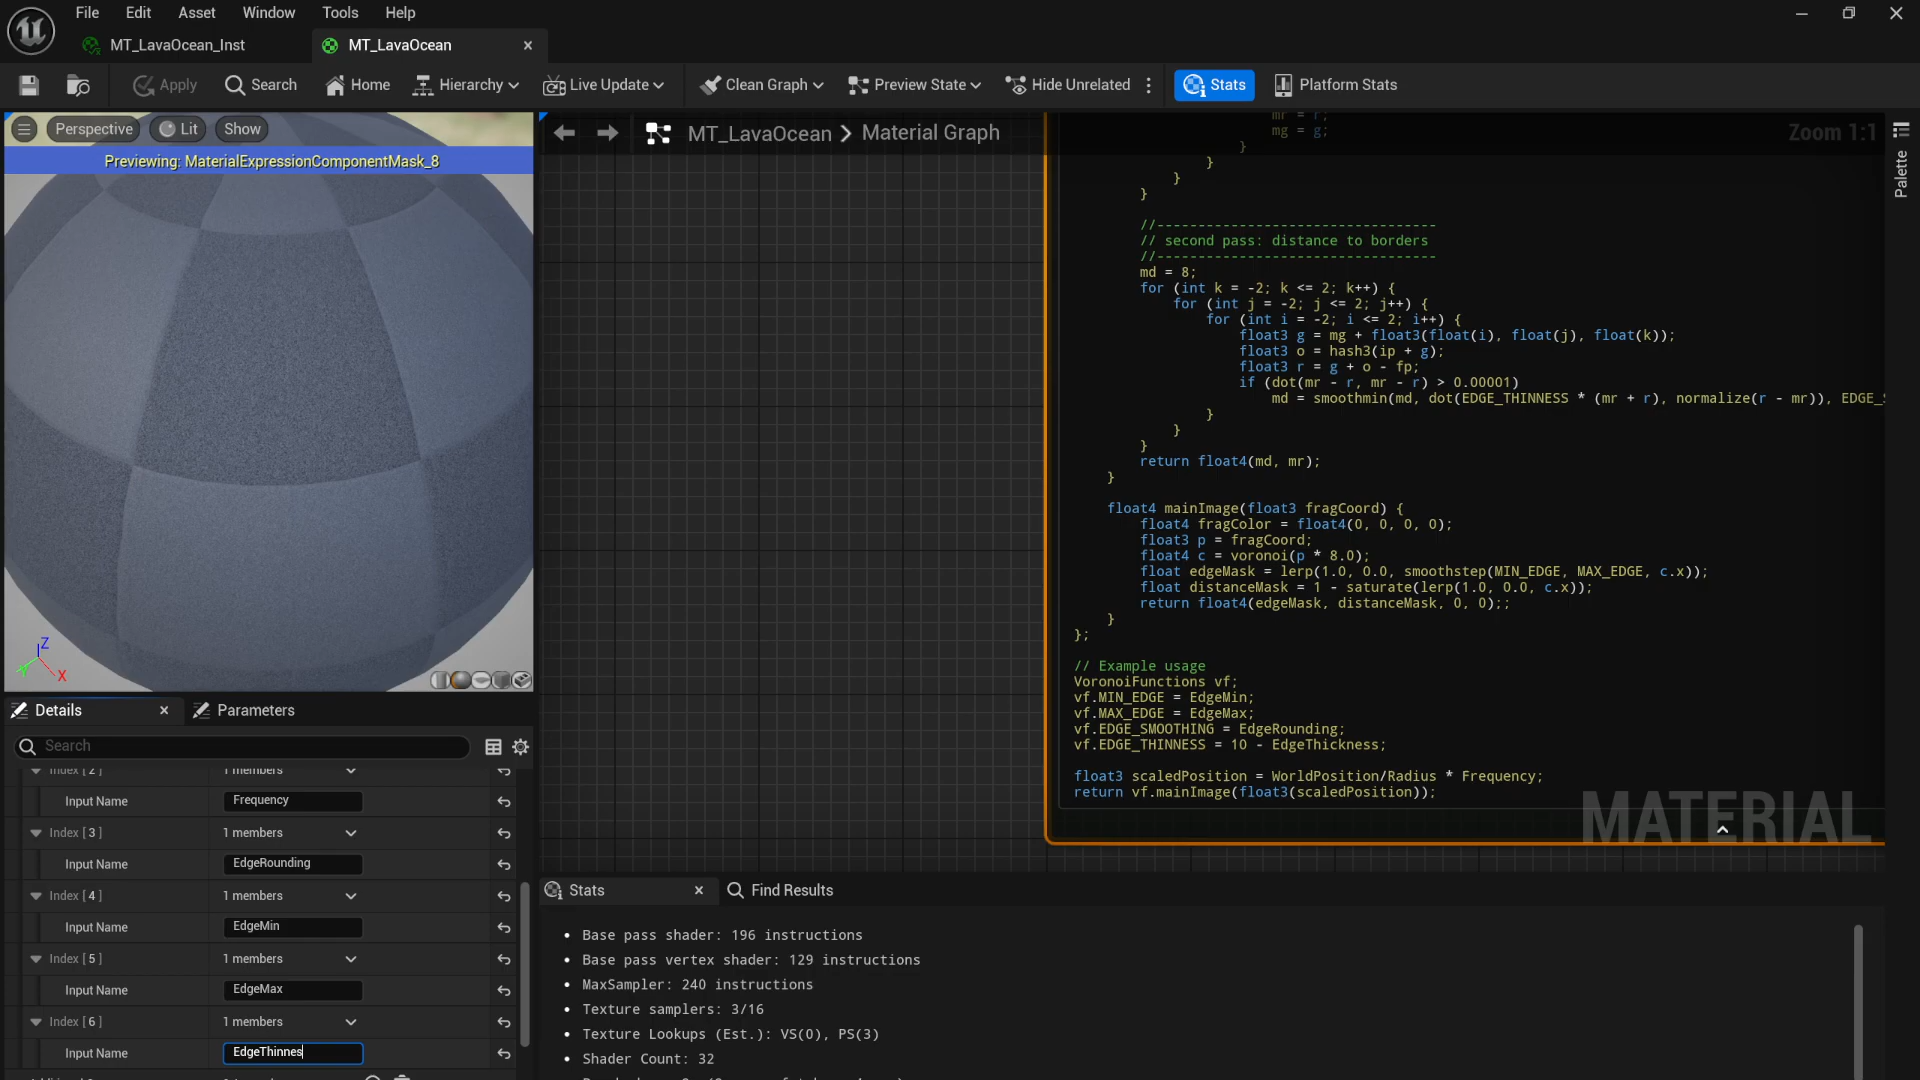 File Edit Asset Window Tools Help
MT_LavaOcean_Inst MT_LavaOcean
Apply Search Home Hierarchy Live Update Clean Graph Preview State Hide Unrelated Stats Platform Stats
Perspective Lit Show
Previewing: MaterialExpressionComponentMask_8
Z
X
MT_LavaOcean Material Graph
Zoom 1:1
Palette
mr = r;
mg = g;
}
}
}
}
//----------------------------------
// second pass: distance to borders
//----------------------------------
md = 8;
for (int k = -2; k <= 2; k++) {
for (int j = -2; j <= 2; j++) {
for (int i = -2; i <= 2; i++) {
float3 g = mg + float3(float(i), float(j), float(k));
float3 o = hash3(ip + g);
float3 r = g + o - fp;
if (dot(mr - r, mr - r) > 0.00001)
md = smoothmin(md, dot(EDGE_THINNESS * (mr + r), normalize(r - mr)), EDGE_
}
}
}
return float4(md, mr);
}
float4 mainImage(float3 fragCoord) {
float4 fragColor = float4(0, 0, 0, 0);
float3 p = fragCoord;
float4 c = voronoi(p * 8.0);
float edgeMask = lerp(1.0, 0.0, smoothstep(MIN_EDGE, MAX_EDGE, c.x));
float distanceMask = 1 - saturate(lerp(1.0, 0.0, c.x));
return float4(edgeMask, distanceMask, 0, 0);;
}
};
// Example usage
VoronoiFunctions vf;
vf.MIN_EDGE = EdgeMin;
vf.MAX_EDGE = EdgeMax;
vf.EDGE_SMOOTHING = EdgeRounding;
vf.EDGE_THINNESS = 10 - EdgeThickness;
float3 scaledPosition = WorldPosition/Radius * Frequency;
return vf.mainImage(float3(scaledPosition));
MATERIAL
Details Parameters
Search
Index [ 2 ] 1 members
Input Name Frequency
Index [ 3 ] 1 members
Input Name EdgeRounding
Index [ 4 ] 1 members
Input Name EdgeMin
Index [ 5 ] 1 members
Input Name EdgeMax
Index [ 6 ] 1 members
Input Name EdgeThinnes
Stats Find Results
• Base pass shader: 196 instructions
• Base pass vertex shader: 129 instructions
• MaxSampler: 240 instructions
• Texture samplers: 3/16
• Texture Lookups (Est.): VS(0), PS(3)
• Shader Count: 32